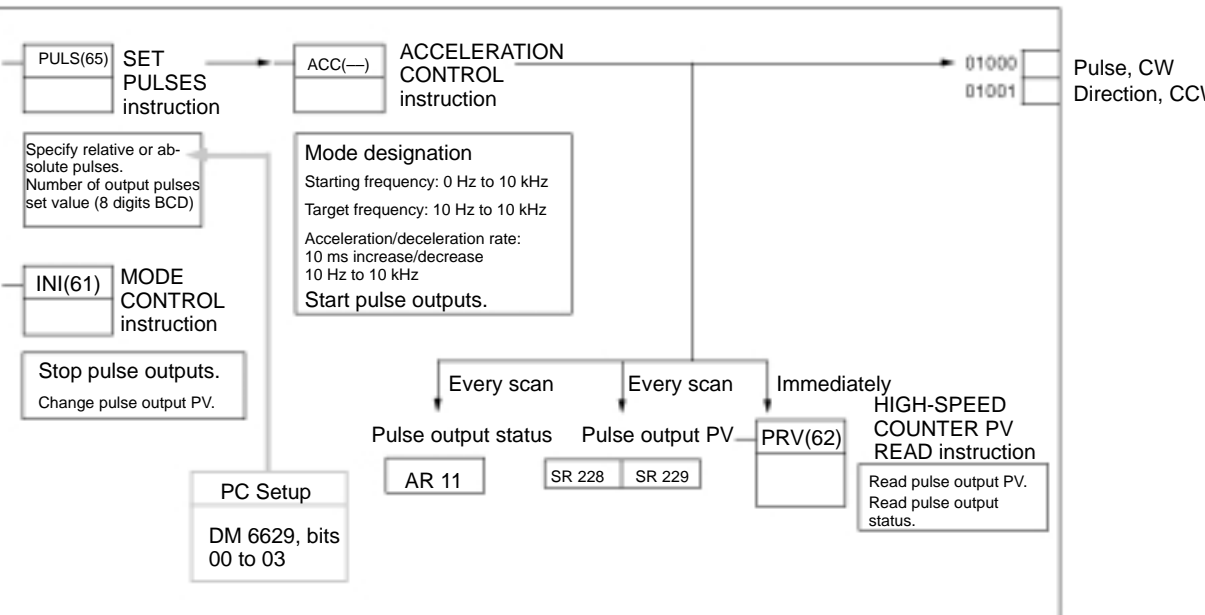 PULS(65)
SET
PULSES
instruction
ACC(—)
ACCELERATION
CONTROL
instruction
01000
01001
Pulse, CW
Direction, CCW
Specify relative or ab-
solute pulses.
Number of output pulses
set value (8 digits BCD)
Mode designation
Starting frequency: 0 Hz to 10 kHz
Target frequency: 10 Hz to 10 kHz
Acceleration/deceleration rate:
10 ms increase/decrease
10 Hz to 10 kHz
Start pulse outputs.
INI(61)
MODE
CONTROL
instruction
Stop pulse outputs.
Change pulse output PV.
Every scan
Every scan
Immediately
Pulse output status
AR 11
Pulse output PV
SR 228
SR 229
PRV(62)
HIGH-SPEED
COUNTER PV
READ instruction
Read pulse output PV.
Read pulse output
status.
PC Setup
DM 6629, bits
00 to 03